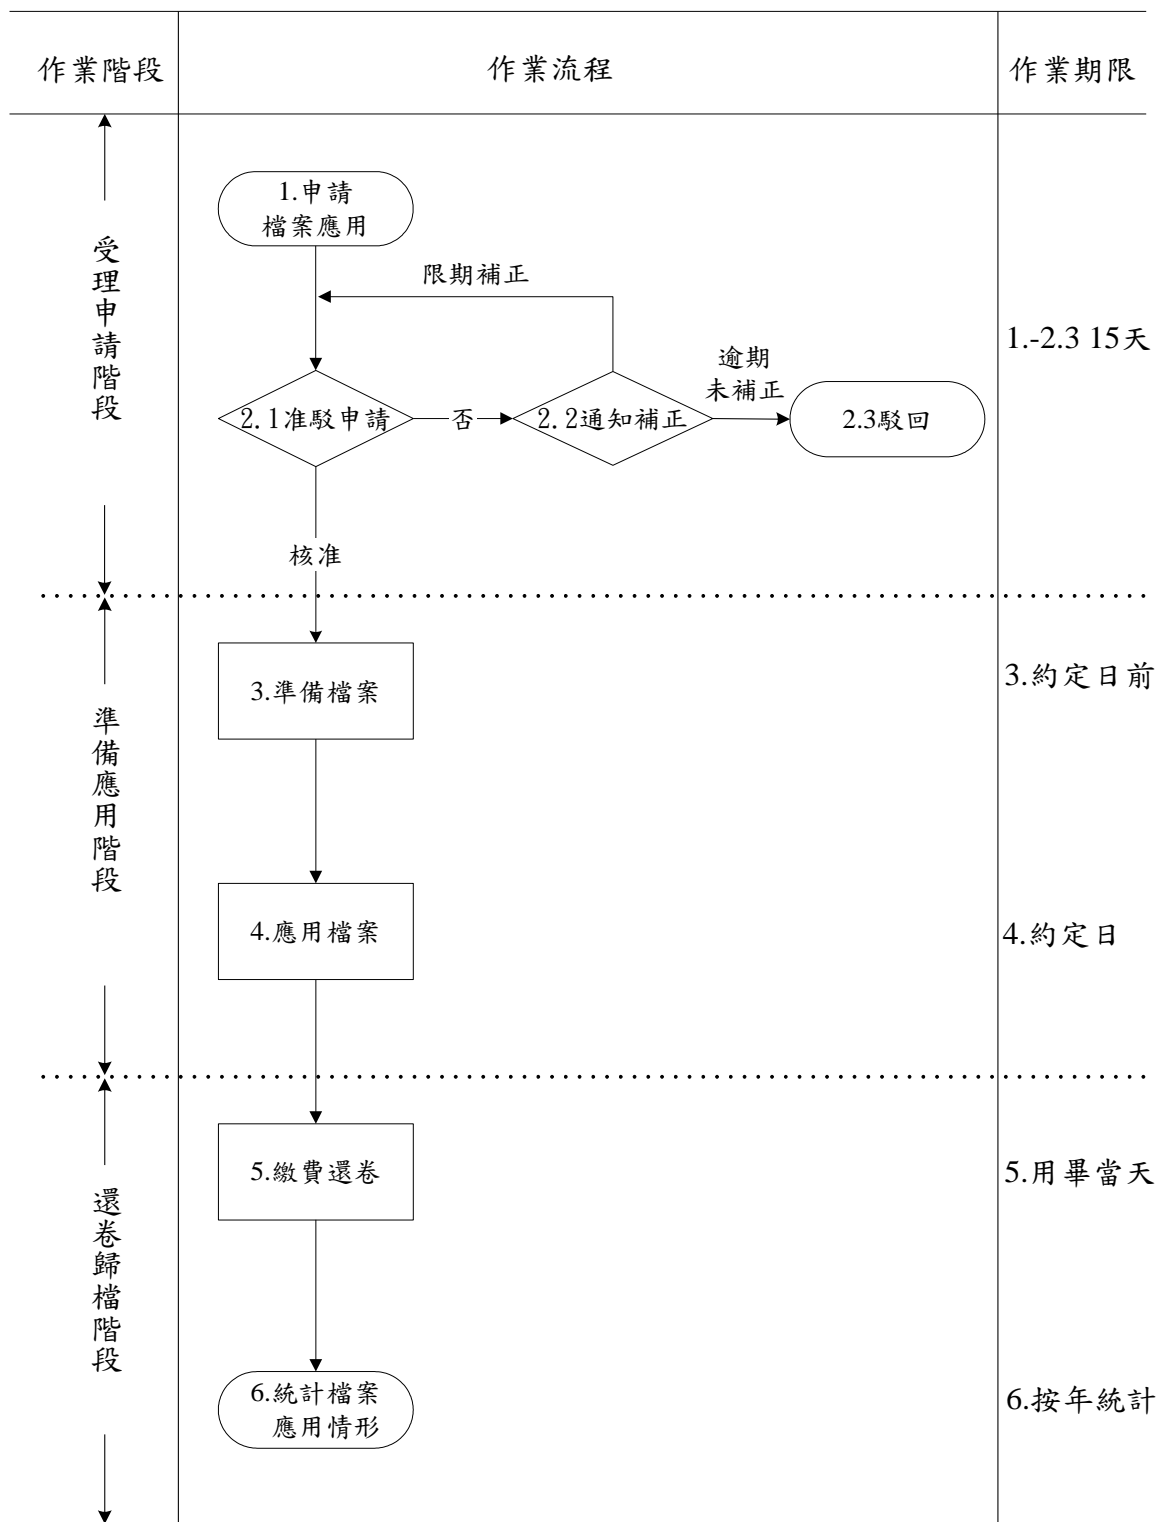 作業階段
作業流程
作業期限
受理申請階段
1.申請
檔案應用
限期補正
2.1准駁申請
否
2.2通知補正
逾期
未補正
2.3駁回
1.-2.3 15天
核准
準備應用階段
3.準備檔案
3.約定日前
4.應用檔案
4.約定日
還卷歸檔階段
5.繳費還卷
5.用畢當天
6.統計檔案
應用情形
6.按年統計